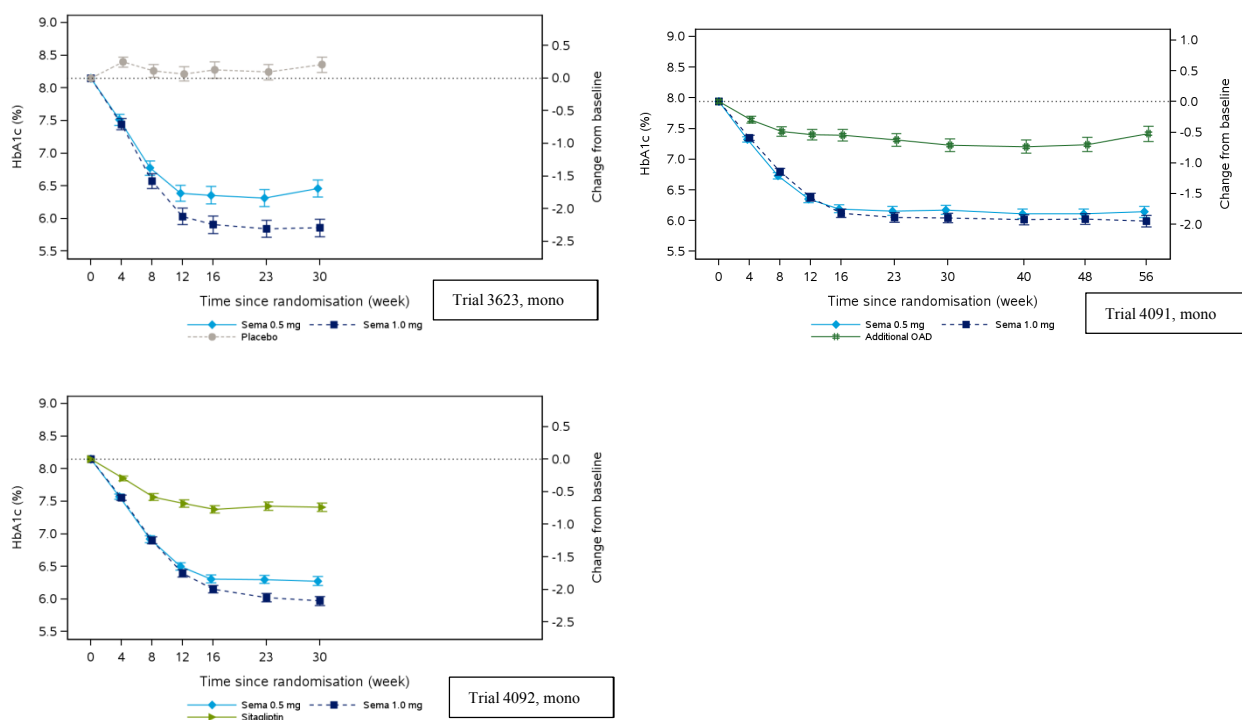 9.0
8.5
8.0
7.5
7.0
6.5
6.0
5.5
HbA1c (%)
0.5
0.0
-0.5
-1.0
-1.5
-2.0
-2.5
Change from baseline
0 4 8 12 16 23 30
Time since randomisation (week)
Sema 0.5 mg Sema 1.0 mg
Placebo
Trial 3623, mono
9.0
8.5
8.0
7.5
7.0
6.5
6.0
5.5
HbA1c (%)
1.0
0.5
0.0
-0.5
-1.0
-1.5
-2.0
Change from baseline
0 4 8 12 16 23 30 40 48 56
Time since randomisation (week)
Sema 0.5 mg Sema 1.0 mg
Additional OAD
Trial 4091, mono
9.0
8.5
8.0
7.5
7.0
6.5
6.0
5.5
HbA1c (%)
0.5
0.0
-0.5
-1.0
-1.5
-2.0
-2.5
Change from baseline
0 4 8 12 16 23 30
Time since randomisation (week)
Sema 0.5 mg Sema 1.0 mg
Sitagliptin
Trial 4092, mono